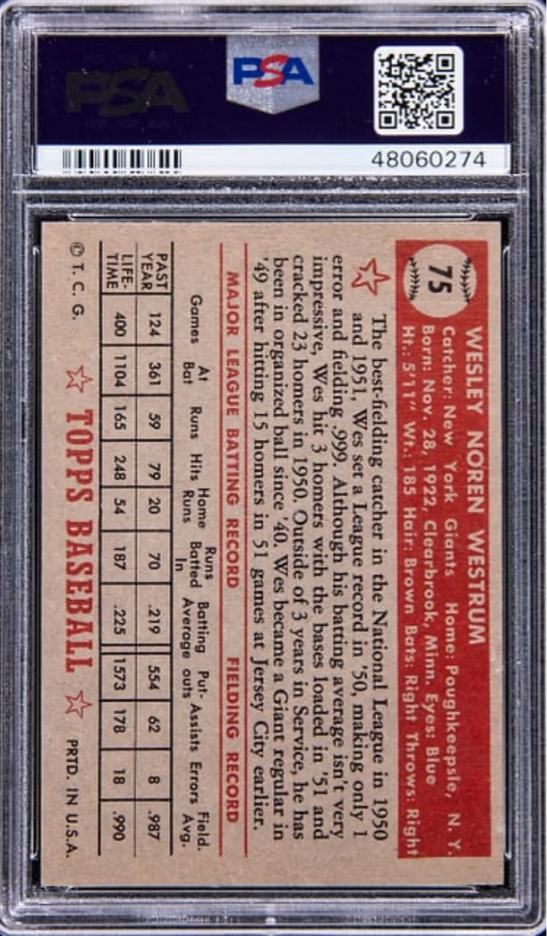 PSA
PSA
48060274
75
WESLEY NOREN WESTRUM
Catcher: New York Giants Home: Poughkeepsie, N. Y.
Born: Nov. 28, 1922, Clearbrook, Minn. Eyes: Blue
Ht.: 5'11" Wt.: 185 Hair: Brown Bats: Right Throws: Right
The best-fielding catcher in the National League in 1950
and 1951, Wes set a League record in '50, making only 1
error and fielding .999. Although his batting average isn't very
impressive, Wes hit 3 homers with the bases loaded in '51 and
cracked 23 homers in 1950. Outside of 3 years in Service, he has
been in organized ball since '40. Wes became a Giant regular in
'49 after hitting 15 homers in 51 games at Jersey City earlier.
MAJOR LEAGUE BATTING RECORD FIELDING RECORD
Games At Bat Runs Hits Home Runs Runs Batted In Batting Average Put-outs Assists Errors Field. Avg.
PAST YEAR 124 361 59 79 20 70 .219 554 62 8 .987
LIFE-TIME 400 1104 165 248 54 187 .225 1573 178 18 .990
© T. C. G. TOPPS BASEBALL PRTD. IN U.S.A.